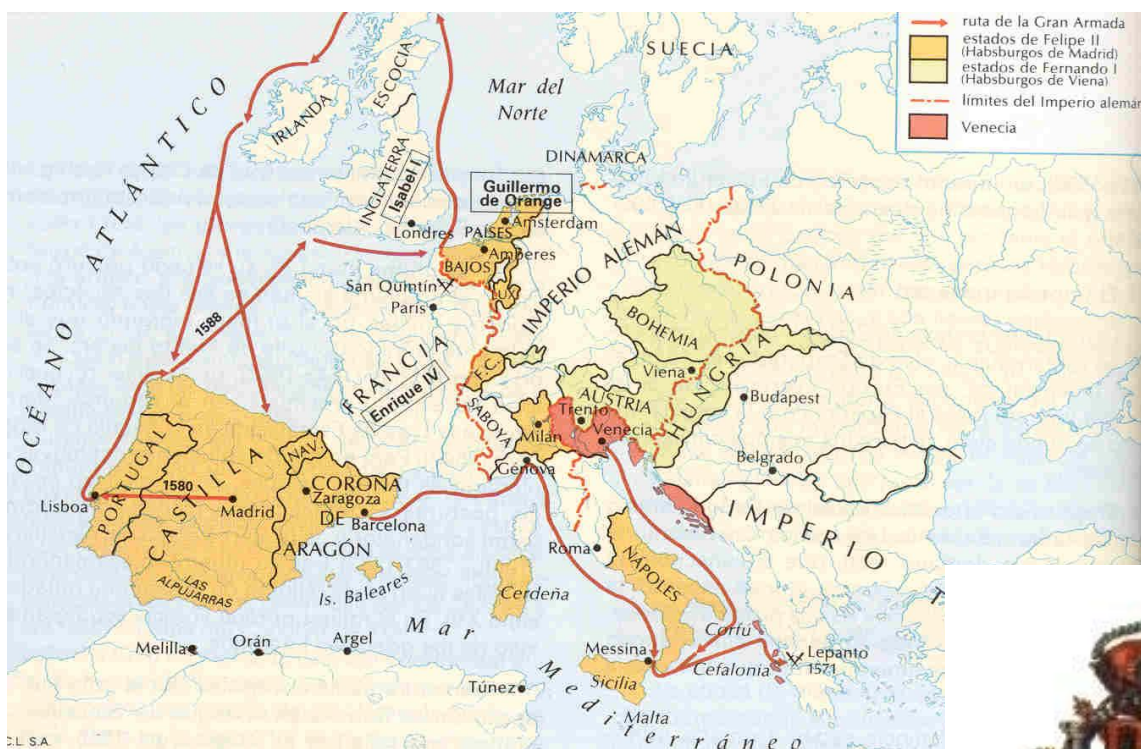 ruta de la Gran Armada
estados de Felipe II
(Habsburgos de Madrid)
estados de Fernando I
(Habsburgos de Viena)
límites del Imperio alemán
Venecia
OCÉANO ATLÁNTICO
ESCOCIA
IRLANDA
INGLATERRA
Isabel I
Londres
Mar del
Norte
SUECIA
DINAMARCA
Guillermo
de Orange
Amsterdam
PAÍSES
BAJOS
Amberes
LUX.
San Quintín
París
FRANCIA
Enrique IV
F.C.
SABOYA
IMPERIO ALEMÁN
POLONIA
BOHEMIA
Viena
AUSTRIA
HUNGRÍA
Budapest
Belgrado
Trento
Venecia
Milán
Génova
IMPERIO T
1588
1580
PORTUGAL
Lisboa
CASTILLA
Madrid
NAV.
CORONA
Zaragoza
DE
Barcelona
ARAGÓN
LAS
ALPUJARRAS
Is. Baleares
Cerdeña
Roma
NÁPOLES
Messina
Sicilia
Malta
Corfú
Cefalonia
Lepanto
1571
Melilla
Orán
Argel
Túnez
Mar Mediterráneo
C.L. S.A.